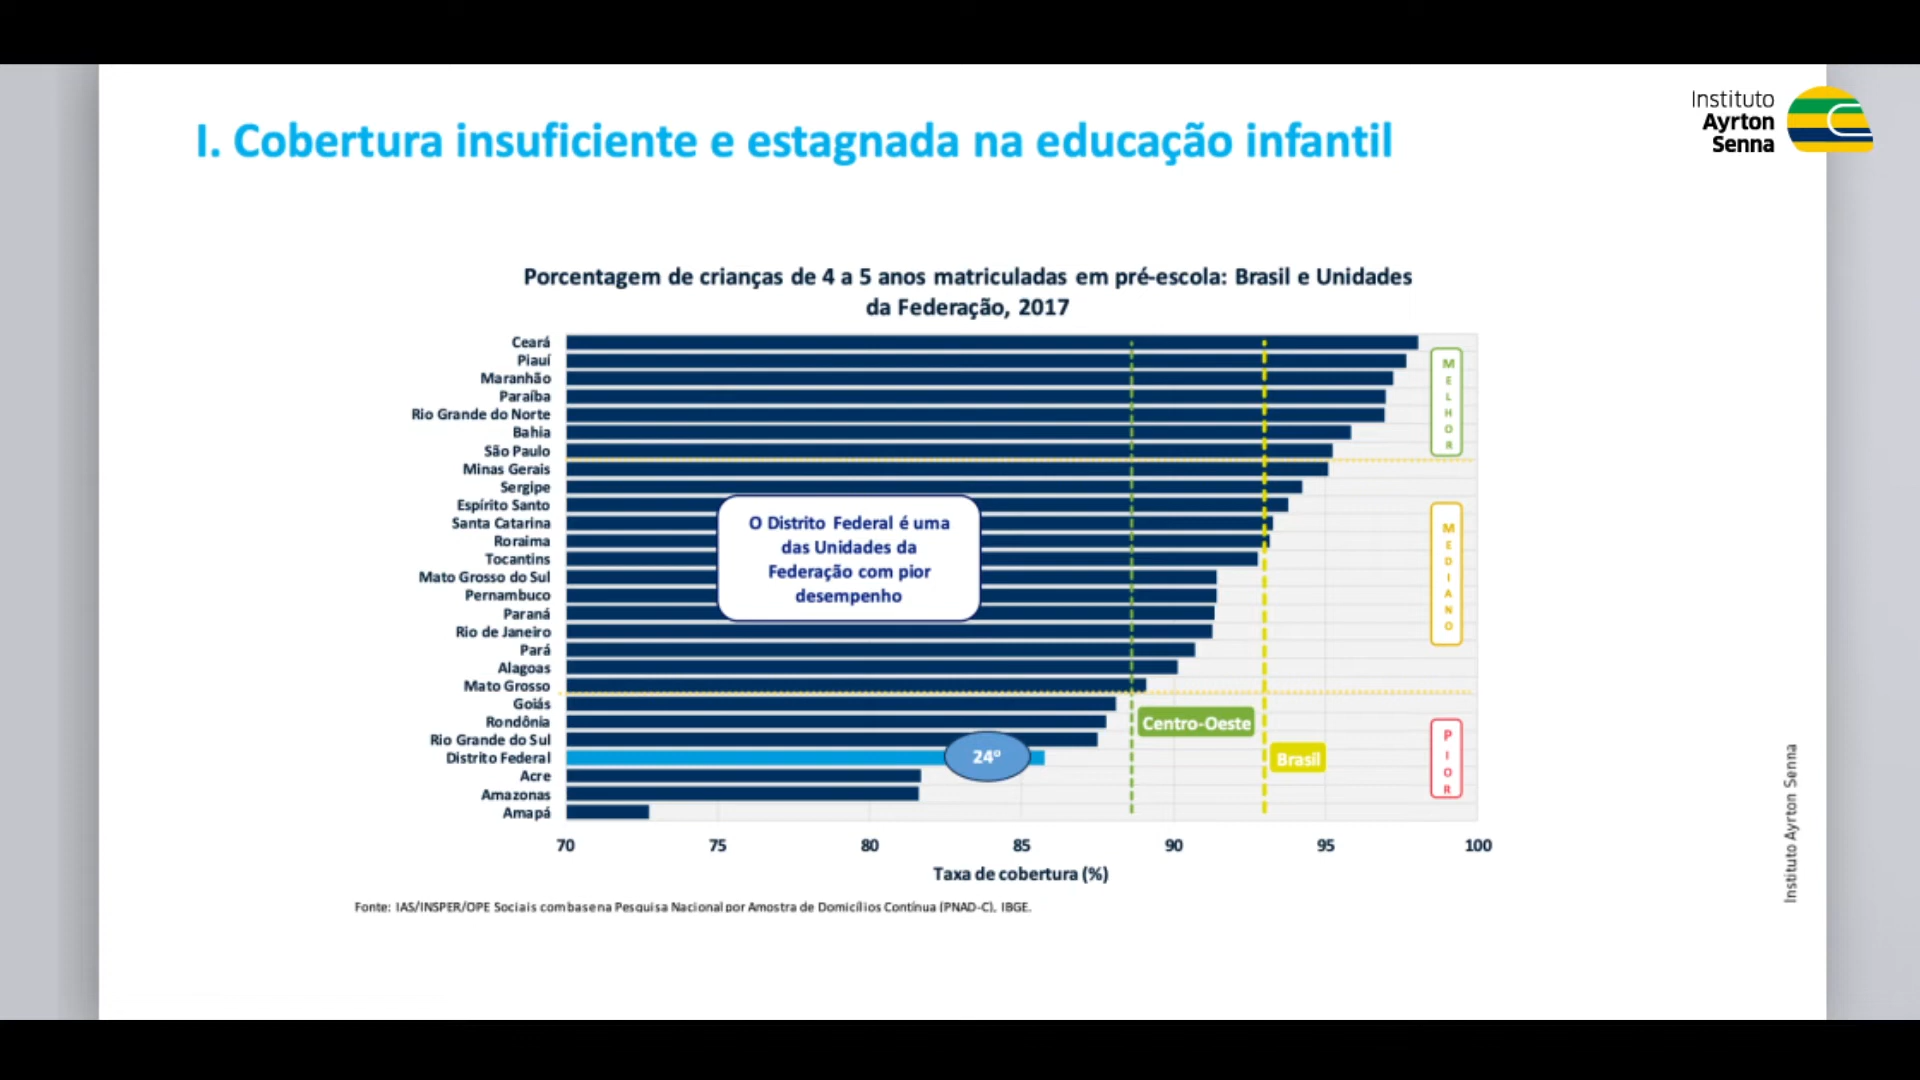 Instituto
Ayrton
Senna
I. Cobertura insuficiente e estagnada na educação infantil
Porcentagem de crianças de 4 a 5 anos matriculadas em pré-escola: Brasil e Unidades
da Federação, 2017
Ceará
Piauí
Maranhão
Paraíba
Rio Grande do Norte
Bahia
São Paulo
Minas Gerais
Sergipe
Espírito Santo
Santa Catarina
Roraima
Tocantins
Mato Grosso do Sul
Pernambuco
Paraná
Rio de Janeiro
Pará
Alagoas
Mato Grosso
Goiás
Rondônia
Rio Grande do Sul
Distrito Federal
Acre
Amazonas
Amapá
O Distrito Federal é uma
das Unidades da
Federação com pior
desempenho
MELHOR
MEDIANO
PIOR
Centro-Oeste
Brasil
24º
70 75 80 85 90 95 100
Taxa de cobertura (%)
Fonte: IAS/INSPER/OPE Sociais com base na Pesquisa Nacional por Amostra de Domicílios Contínua (PNAD-C), IBGE.
Instituto Ayrton Senna